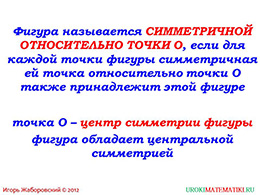 Фигура называется СИММЕТРИЧНОЙ
ОТНОСИТЕЛЬНО ТОЧКИ О, если для
каждой точки фигуры симметричная
ей точка относительно точки О
также принадлежит этой фигуре
точка О – центр симметрии фигуры
фигура обладает центральной
симметрией
Игорь Жаборовский © 2012
UROKIMATEMATIKI.RU